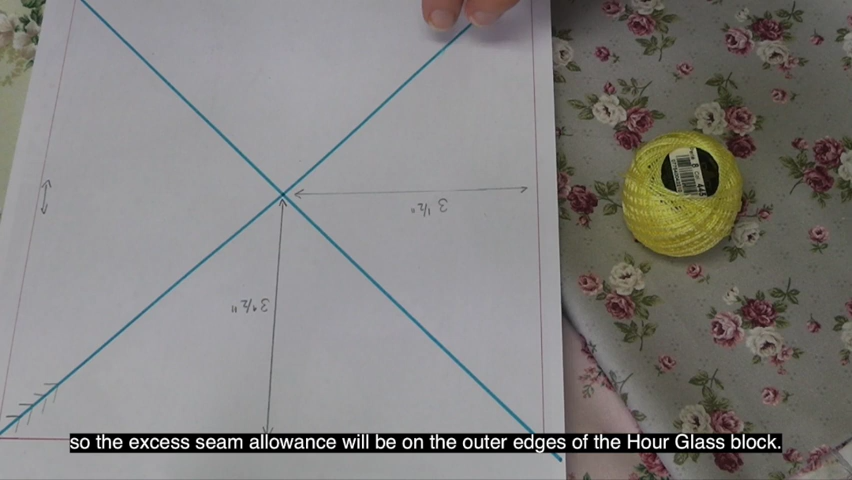 3 1/2"
3 1/2"
so the excess seam allowance will be on the outer edges of the Hour Glass block.